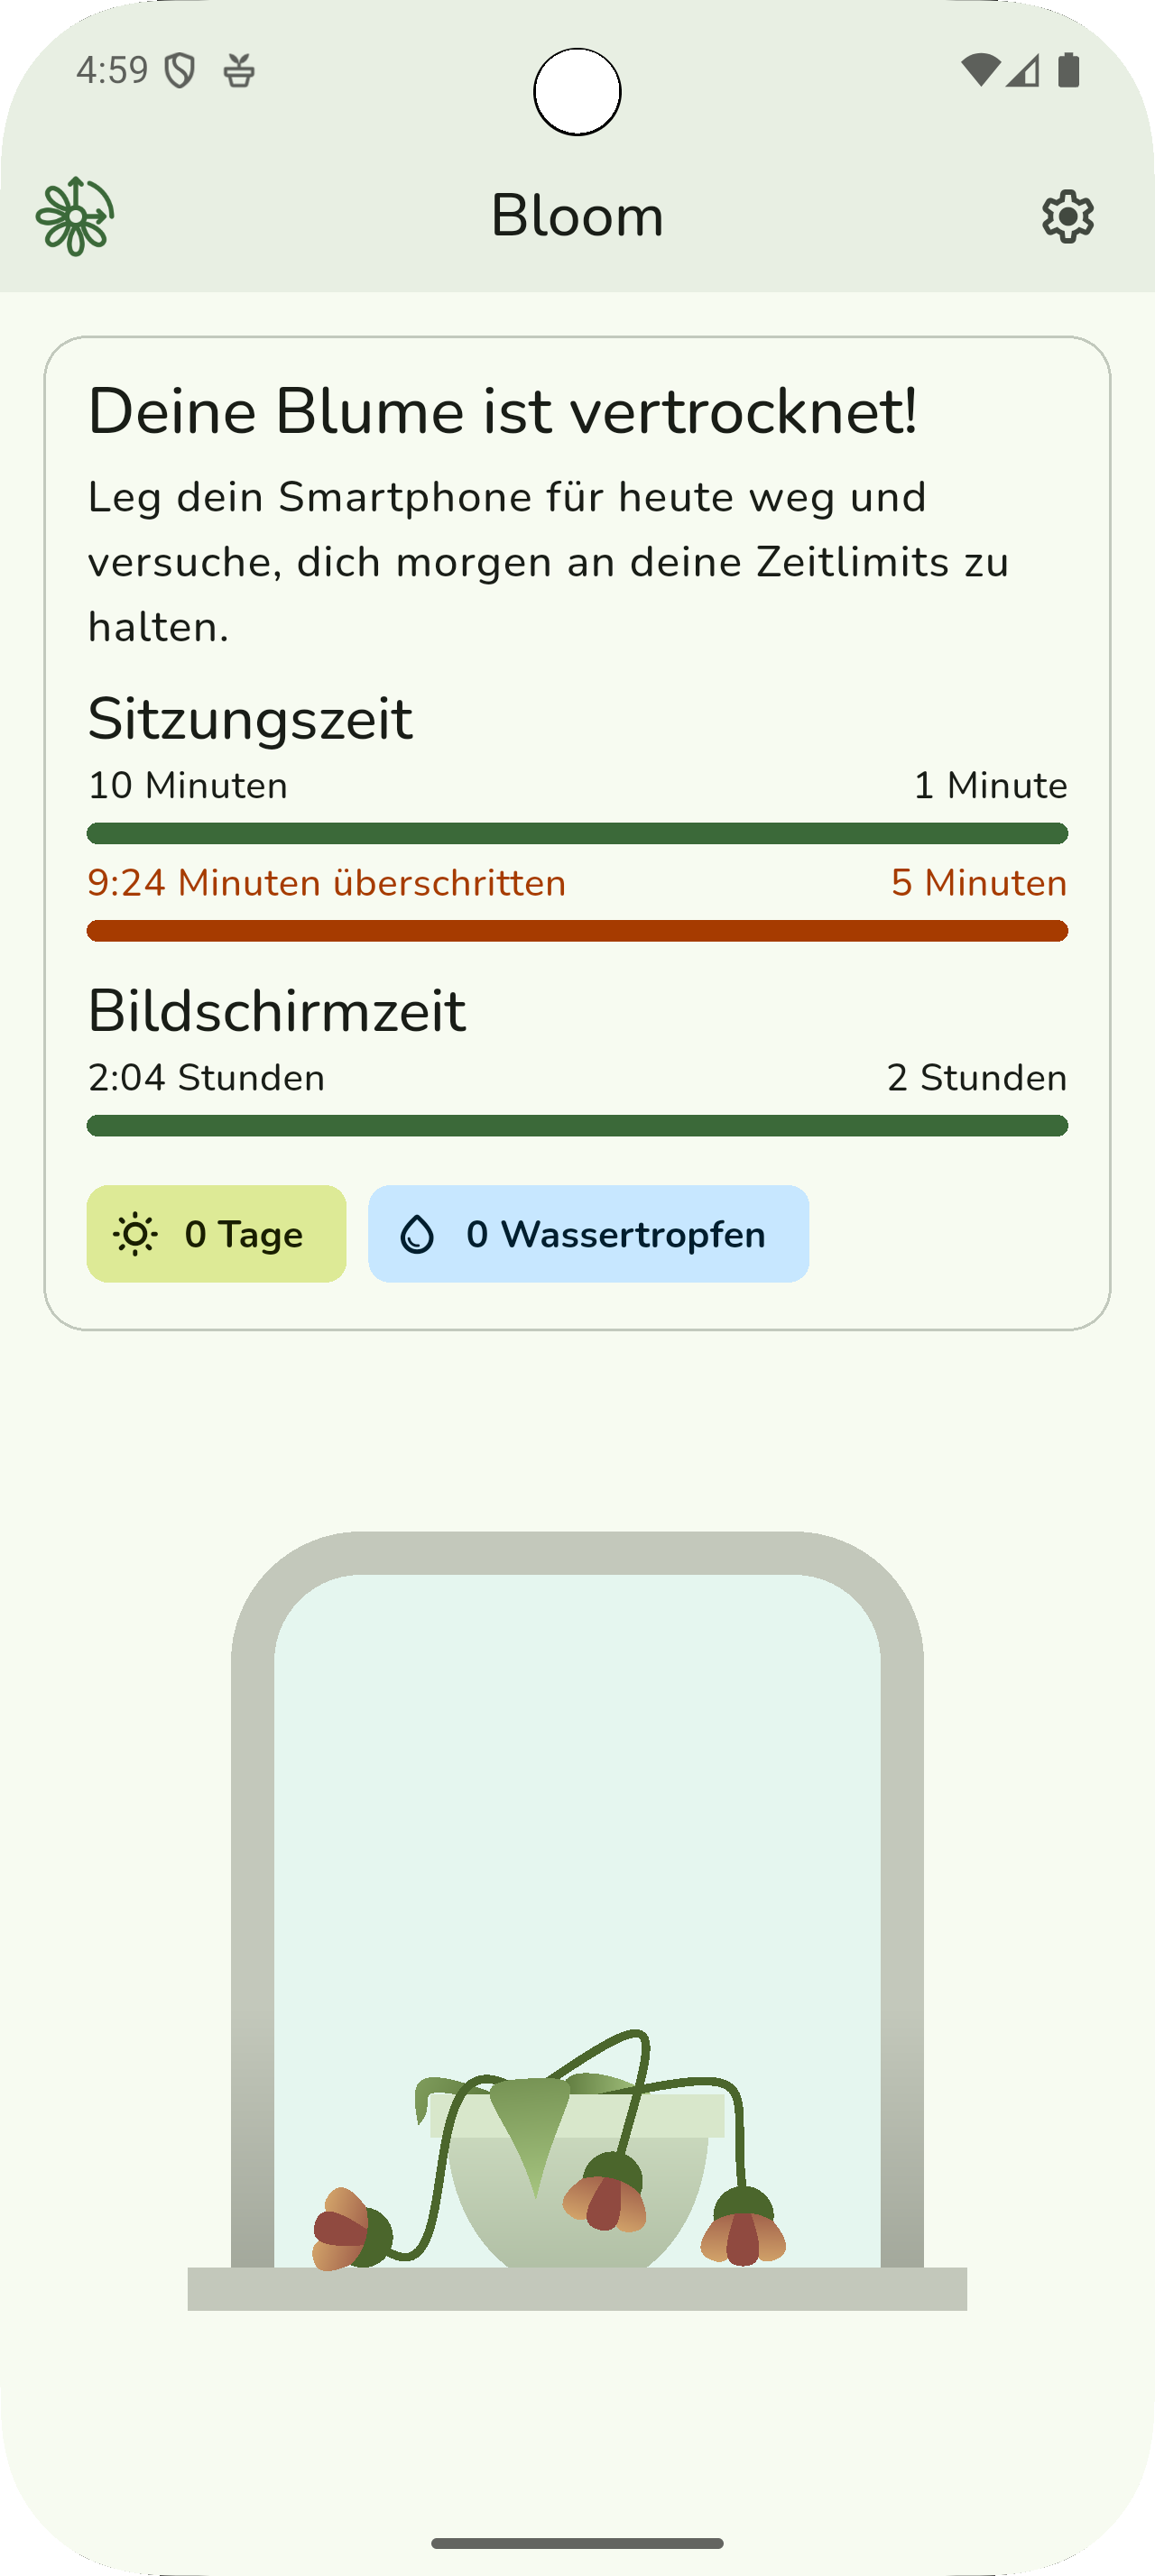 4:59
Bloom
Deine Blume ist vertrocknet!
Leg dein Smartphone für heute weg und
versuche, dich morgen an deine Zeitlimits zu
halten.
Sitzungszeit
10 Minuten 1 Minute
9:24 Minuten überschritten 5 Minuten
Bildschirmzeit
2:04 Stunden 2 Stunden
0 Tage 0 Wassertropfen